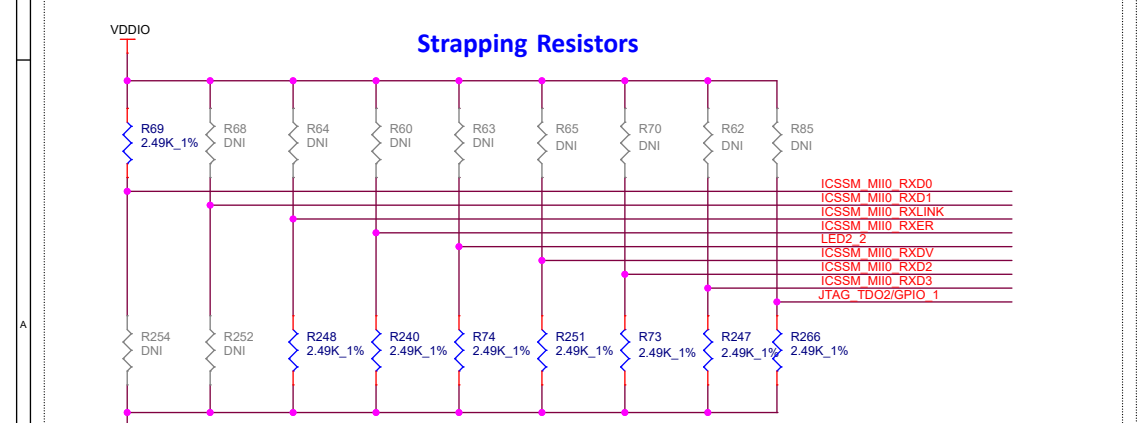 VDDIO
Strapping Resistors
R69
2.49K_1%
R68
DNI
R64
DNI
R60
DNI
R63
DNI
R65
DNI
R70
DNI
R62
DNI
R85
DNI
ICSSM_MII0_RXD0
ICSSM_MII0_RXD1
ICSSM_MII0_RXLINK
ICSSM_MII0_RXER
LED2_2
ICSSM_MII0_RXDV
ICSSM_MII0_RXD2
ICSSM_MII0_RXD3
JTAG_TDO2/GPIO_1
A
R254
DNI
R252
DNI
R248
2.49K_1%
R240
2.49K_1%
R74
2.49K_1%
R251
2.49K_1%
R73
2.49K_1%
R247
2.49K_1%
R266
2.49K_1%